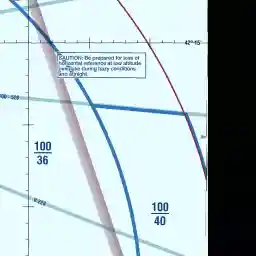 42°15'
CAUTION: Be prepared for loss of
horizontal reference at low altitude
over lake during hazy conditions
and at night.
100
36
100
40